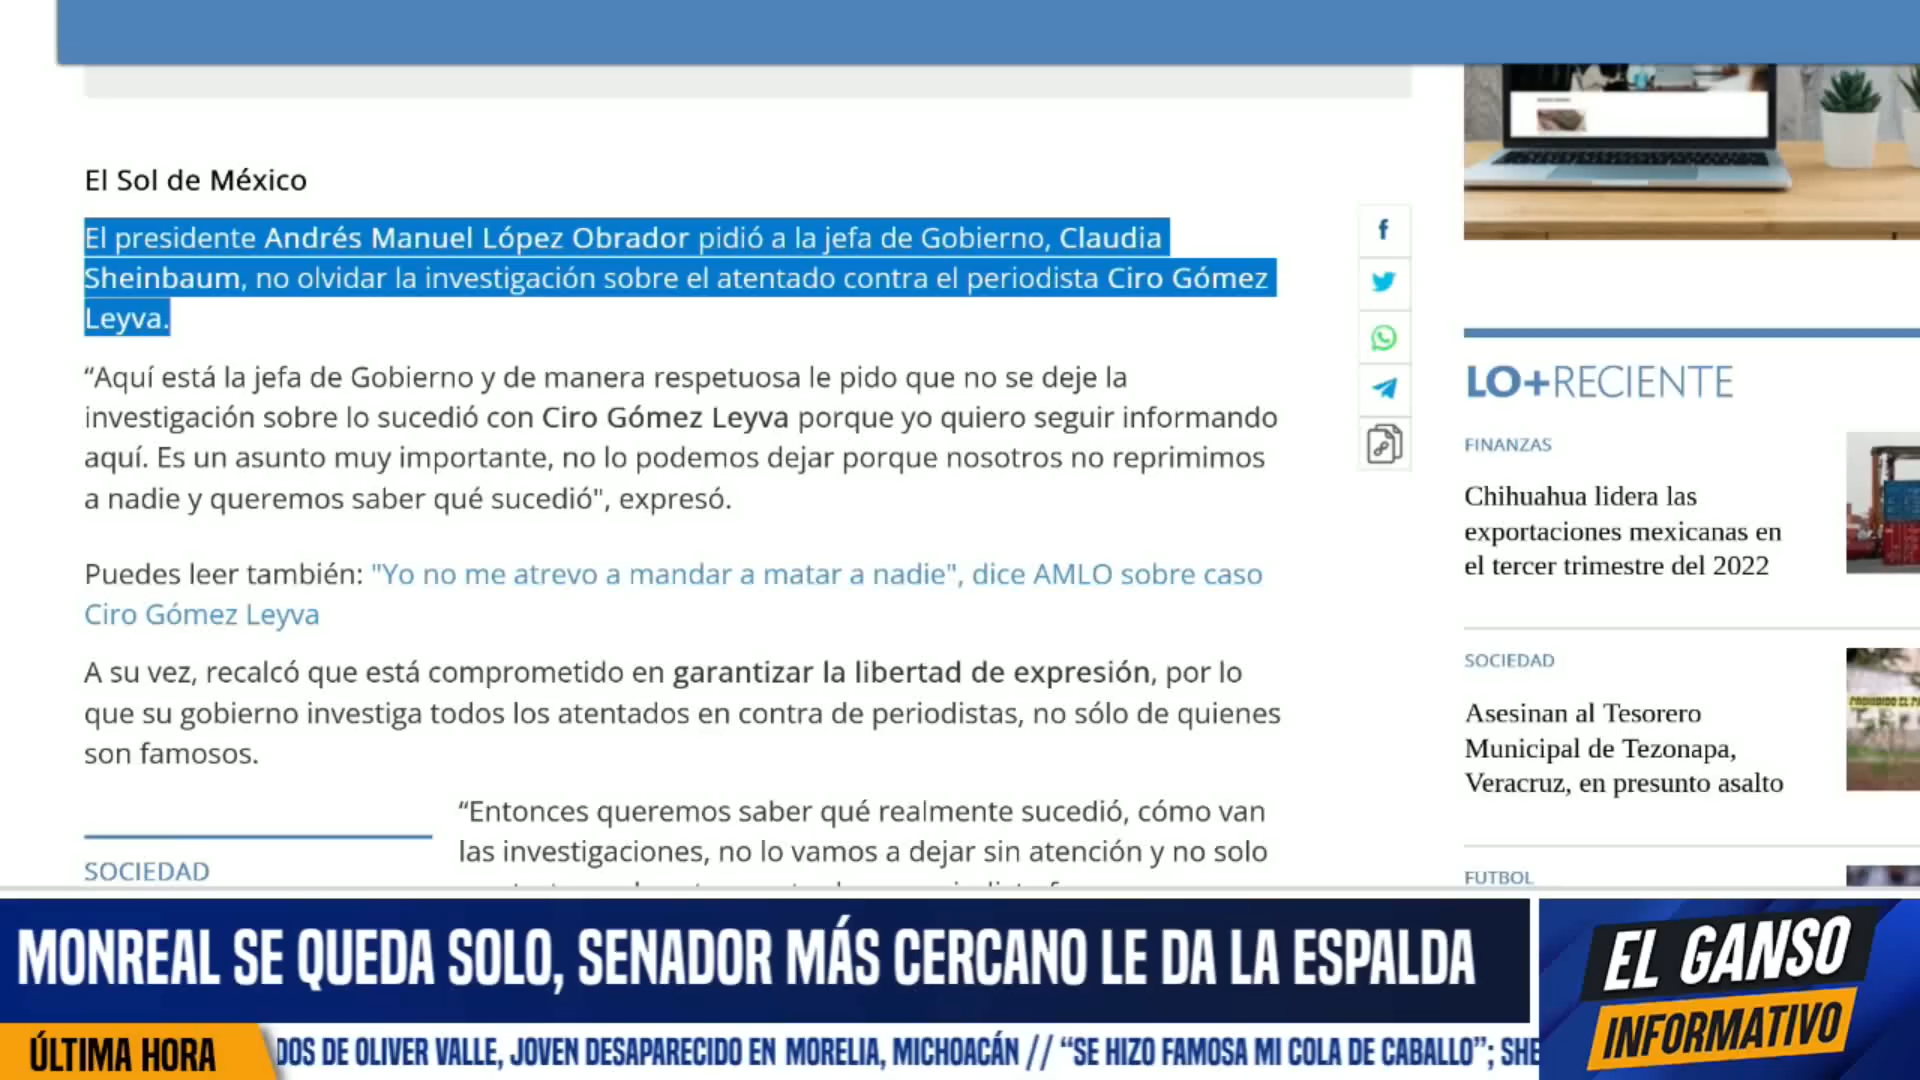 El Sol de México
El presidente Andrés Manuel López Obrador pidió a la jefa de Gobierno, Claudia
Sheinbaum, no olvidar la investigación sobre el atentado contra el periodista Ciro Gómez
Leyva.
“Aquí está la jefa de Gobierno y de manera respetuosa le pido que no se deje la
investigación sobre lo sucedió con Ciro Gómez Leyva porque yo quiero seguir informando
aquí. Es un asunto muy importante, no lo podemos dejar porque nosotros no reprimimos
a nadie y queremos saber qué sucedió", expresó.
Puedes leer también: "Yo no me atrevo a mandar a matar a nadie", dice AMLO sobre caso
Ciro Gómez Leyva
A su vez, recalcó que está comprometido en garantizar la libertad de expresión, por lo
que su gobierno investiga todos los atentados en contra de periodistas, no sólo de quienes
son famosos.
“Entonces queremos saber qué realmente sucedió, cómo van
las investigaciones, no lo vamos a dejar sin atención y no solo
SOCIEDAD
LO+RECIENTE
FINANZAS
Chihuahua lidera las
exportaciones mexicanas en
el tercer trimestre del 2022
SOCIEDAD
Asesinan al Tesorero
Municipal de Tezonapa,
Veracruz, en presunto asalto
FUTBOL
MONREAL SE QUEDA SOLO, SENADOR MÁS CERCANO LE DA LA ESPALDA
EL GANSO
INFORMATIVO
ÚLTIMA HORA
DOS DE OLIVER VALLE, JOVEN DESAPARECIDO EN MORELIA, MICHOACÁN // “SE HIZO FAMOSA MI COLA DE CABALLO”; SHE